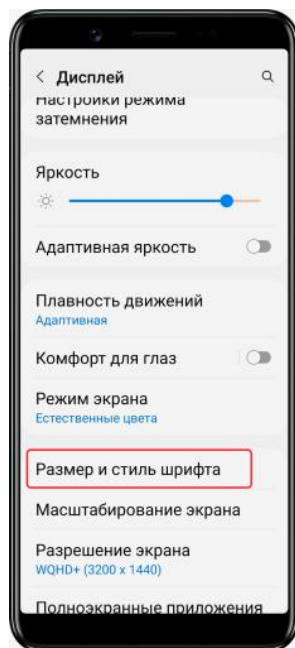 Дисплей
Настройки режима
затемнения
Яркость
Адаптивная яркость
Плавность движений
Адаптивная
Комфорт для глаз
Режим экрана
Естественные цвета
Размер и стиль шрифта
Масштабирование экрана
Разрешение экрана
WQHD+ (3200 x 1440)
Полноэкранные приложения